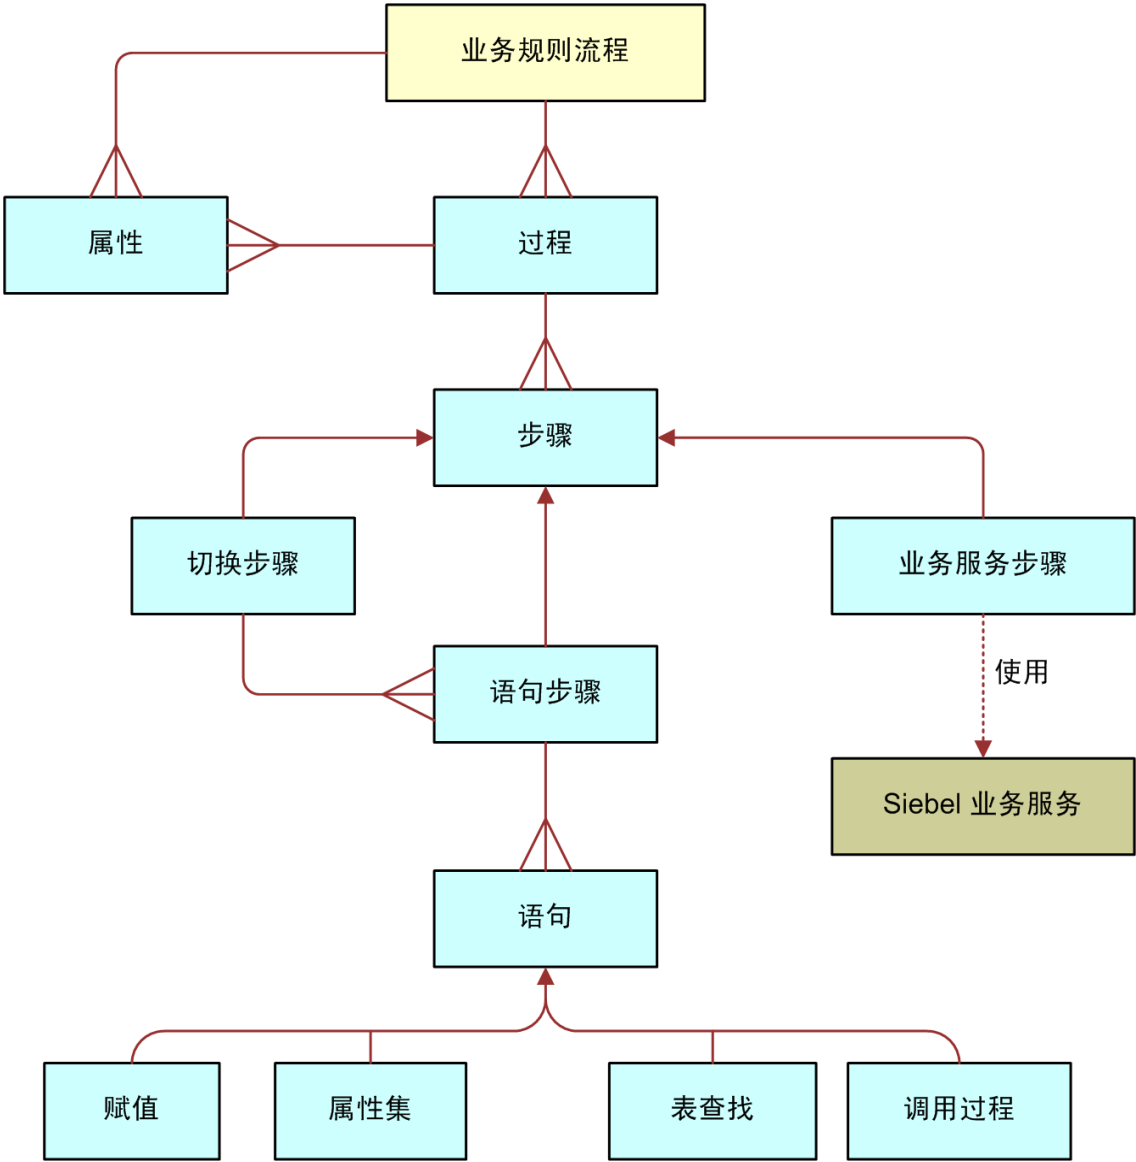 业务规则流程
属性
过程
步骤
切换步骤
业务服务步骤
使用
语句步骤
Siebel 业务服务
语句
赋值
属性集
表查找
调用过程